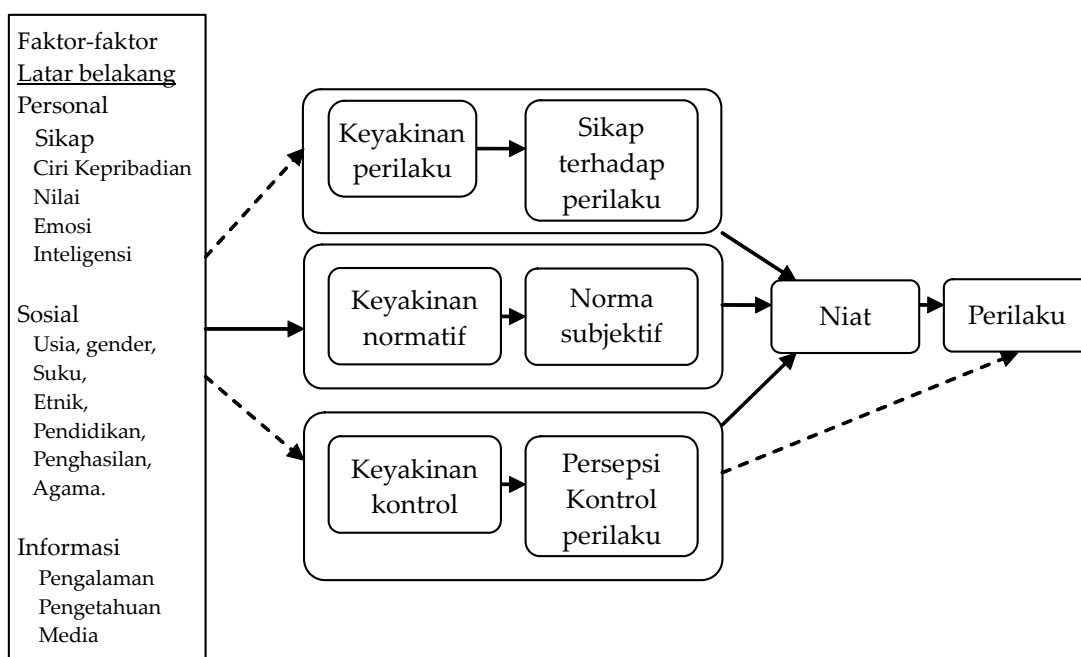 Faktor-faktor
Latar belakang
Personal
Sikap
Ciri Kepribadian
Nilai
Emosi
Inteligensi
Sosial
Usia, gender,
Suku,
Etnik,
Pendidikan,
Penghasilan,
Agama.
Informasi
Pengalaman
Pengetahuan
Media
Keyakinan
perilaku
Sikap
terhadap
perilaku
Keyakinan
normatif
Norma
subjektif
Keyakinan
kontrol
Persepsi
Kontrol
perilaku
Niat
Perilaku